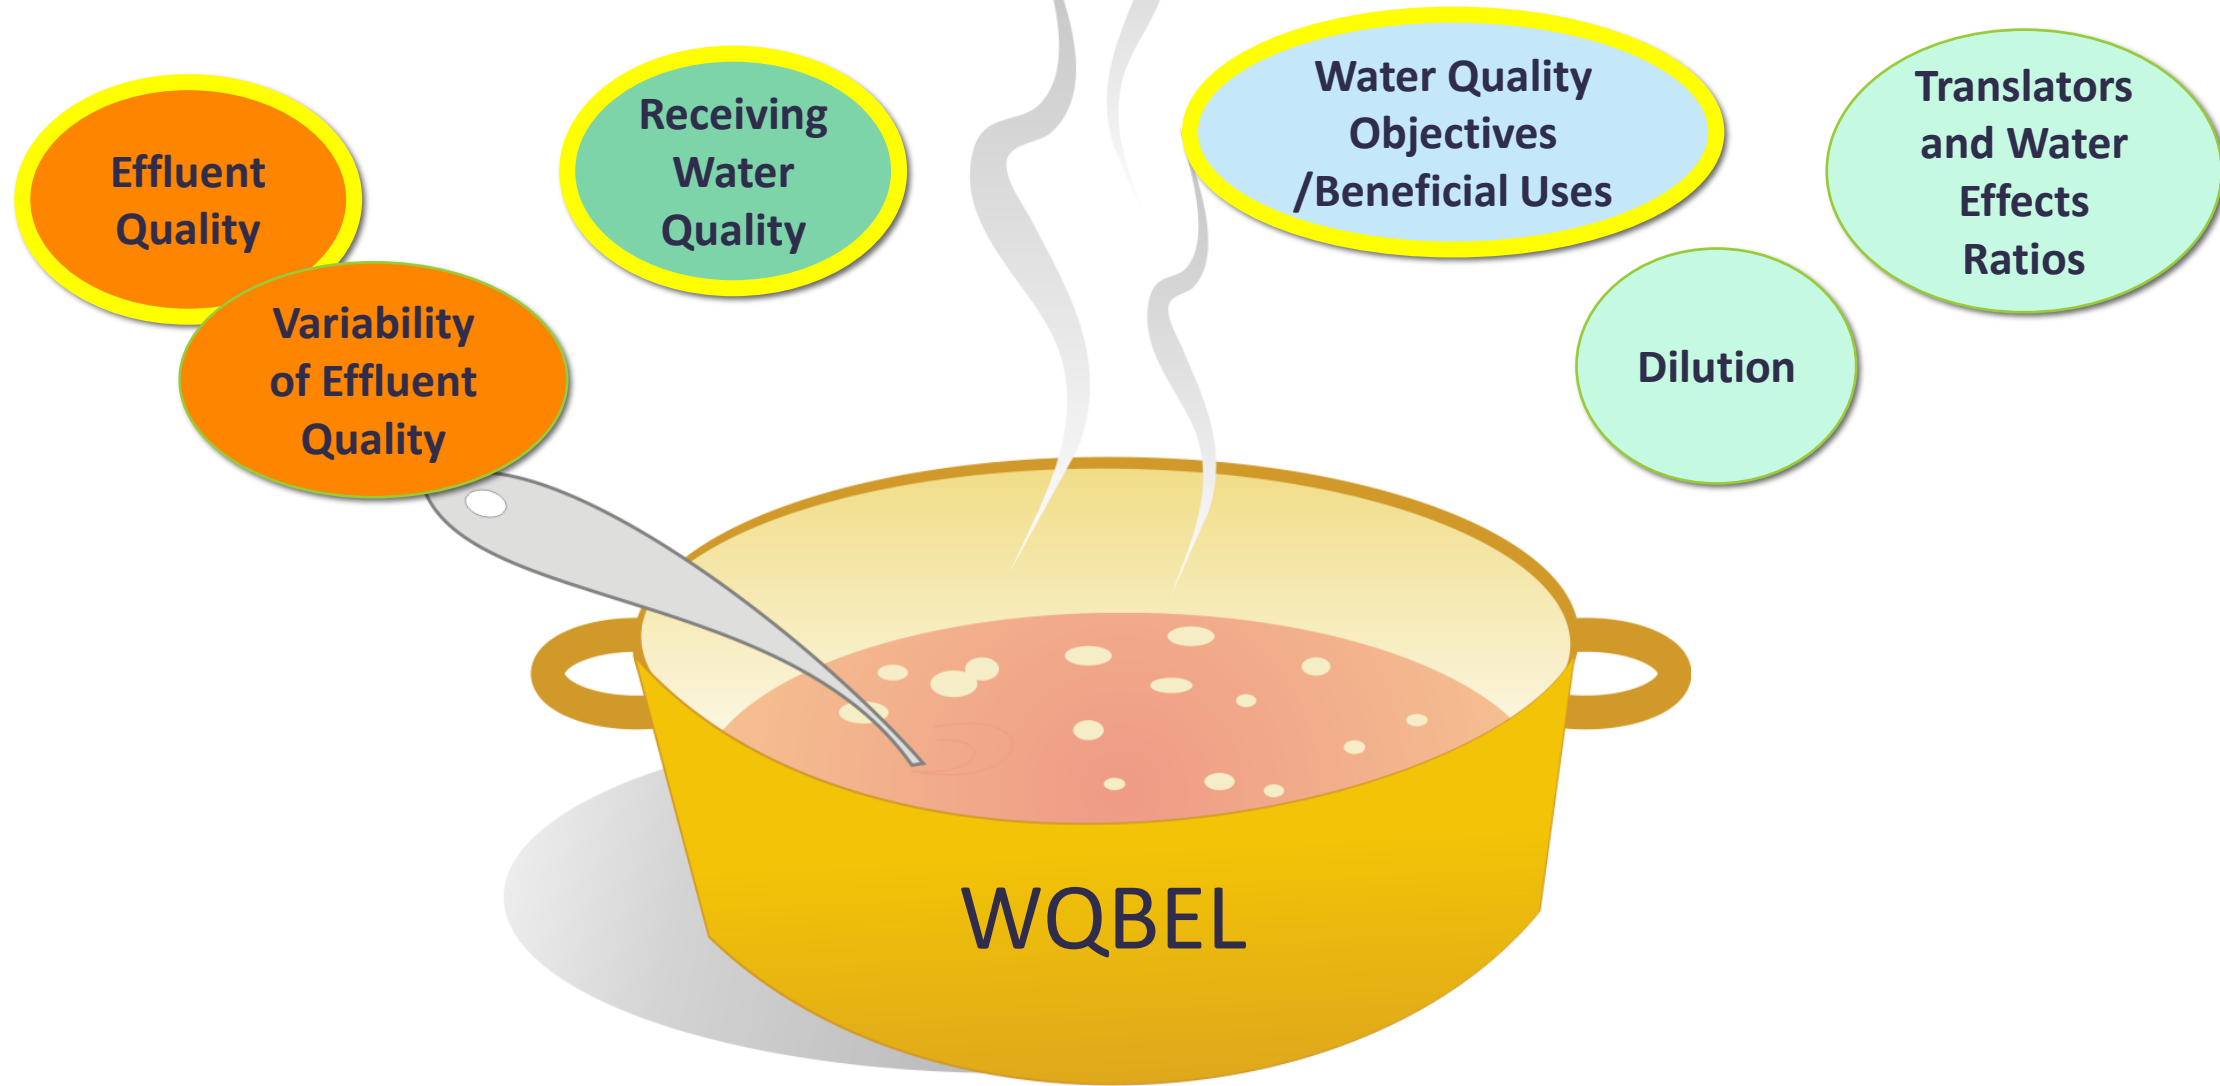 Effluent
Quality
Variability
of Effluent
Quality
Receiving
Water
Quality
Water Quality
Objectives
/Beneficial Uses
Dilution
Translators
and Water
Effects
Ratios
WQBEL